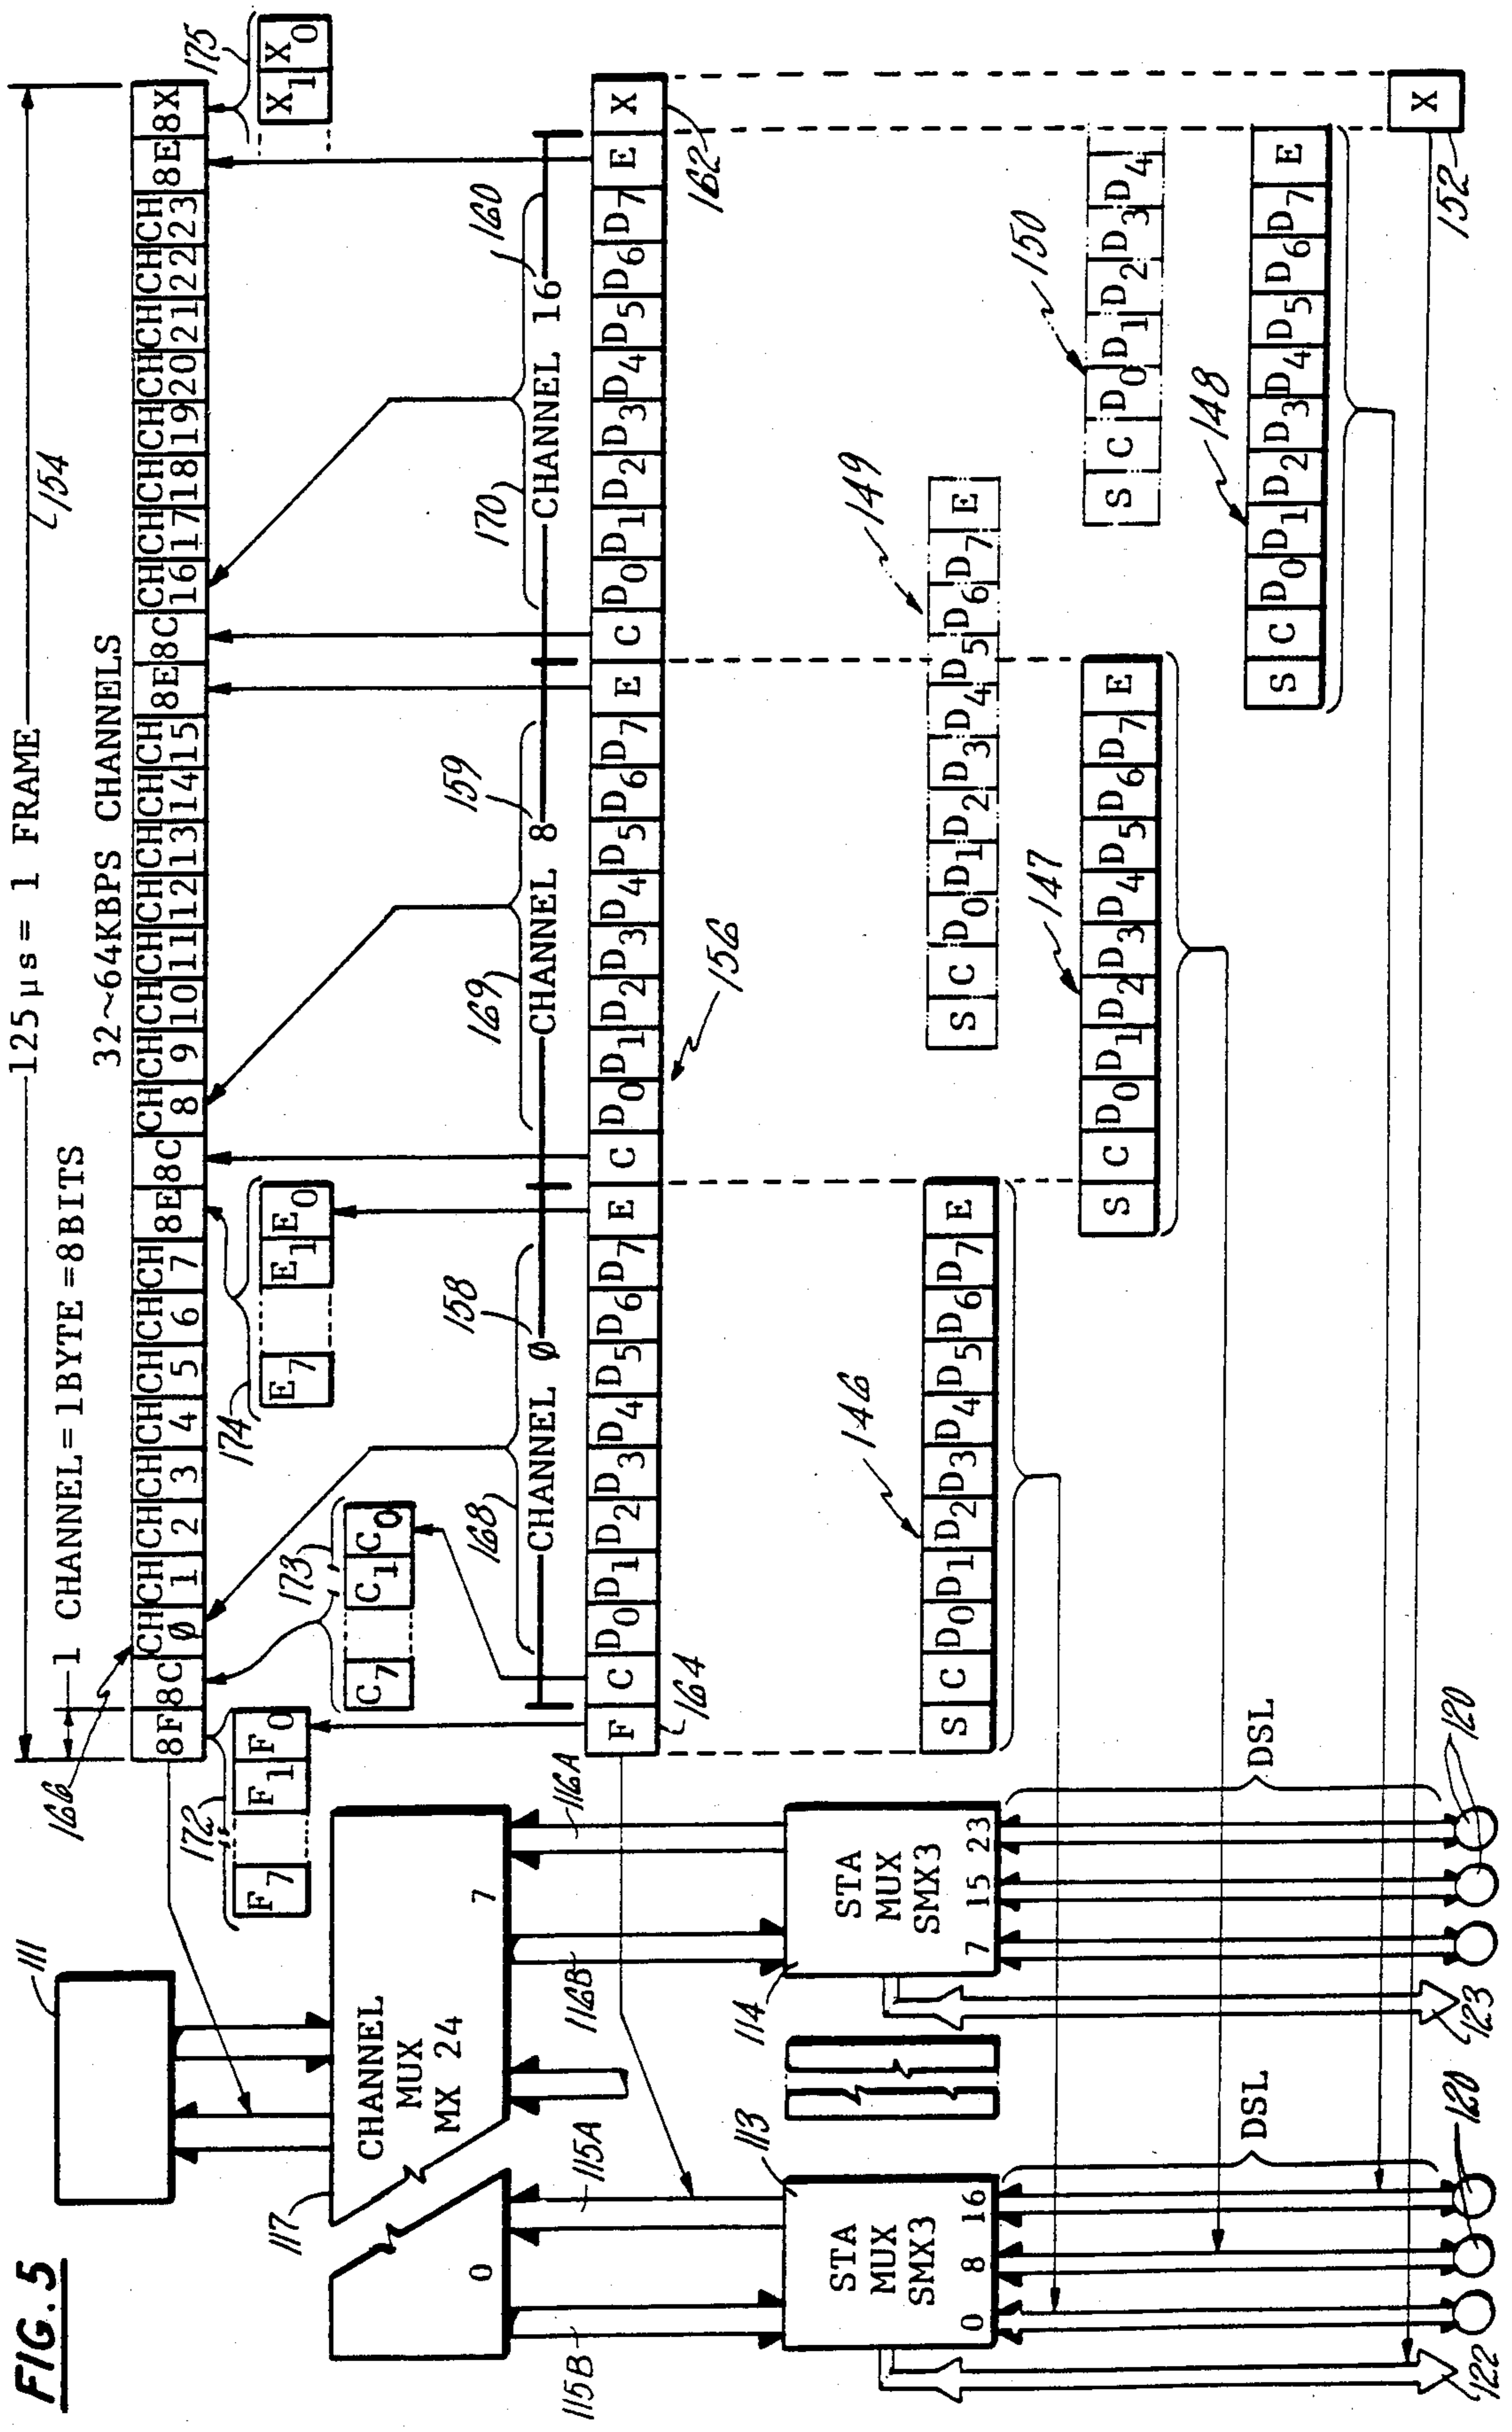 FIG. 5
125 µs = 1 FRAME
154
1 CHANNEL = 1BYTE = 8BITS
32~64KBPS CHANNELS
166
8F 8C CH Ø CH 1 CH 2 CH 3 CH 4 CH 5 CH 6 CH 7 8E 8C CH 8 CH 9 CH 10 CH 11 CH 12 CH 13 CH 14 CH 15 8E 8C CH 16 CH 17 CH 18 CH 19 CH 20 CH 21 CH 22 CH 23 8E 8X
172
F7 F1 F0
173
C7 C1 C0
174
E7 E1 E0
175
X1 X0
168 158 169 159 170 160
CHANNEL Ø CHANNEL 8 CHANNEL 16
F C D0 D1 D2 D3 D4 D5 D6 D7 E C D0 D1 D2 D3 D4 D5 D6 D7 E C D0 D1 D2 D3 D4 D5 D6 D7 E X
164
156
162
146
S C D0 D1 D2 D3 D4 D5 D6 D7 E
149
S C D0 D1 D2 D3 D4 D5 D6 D7 E
147
S C D0 D1 D2 D3 D4 D5 D6 D7 E
150
S C D0 D1 D2 D3 D4
148
S C D0 D1 D2 D3 D4 D5 D6 D7 E
X
152
111
117
CHANNEL
MUX
MX 24
0
7
115B
115A
116B
116A
113
STA
MUX
SMX3
0 8 16
114
STA
MUX
SMX3
7 15 23
DSL
DSL
122
120
123
120